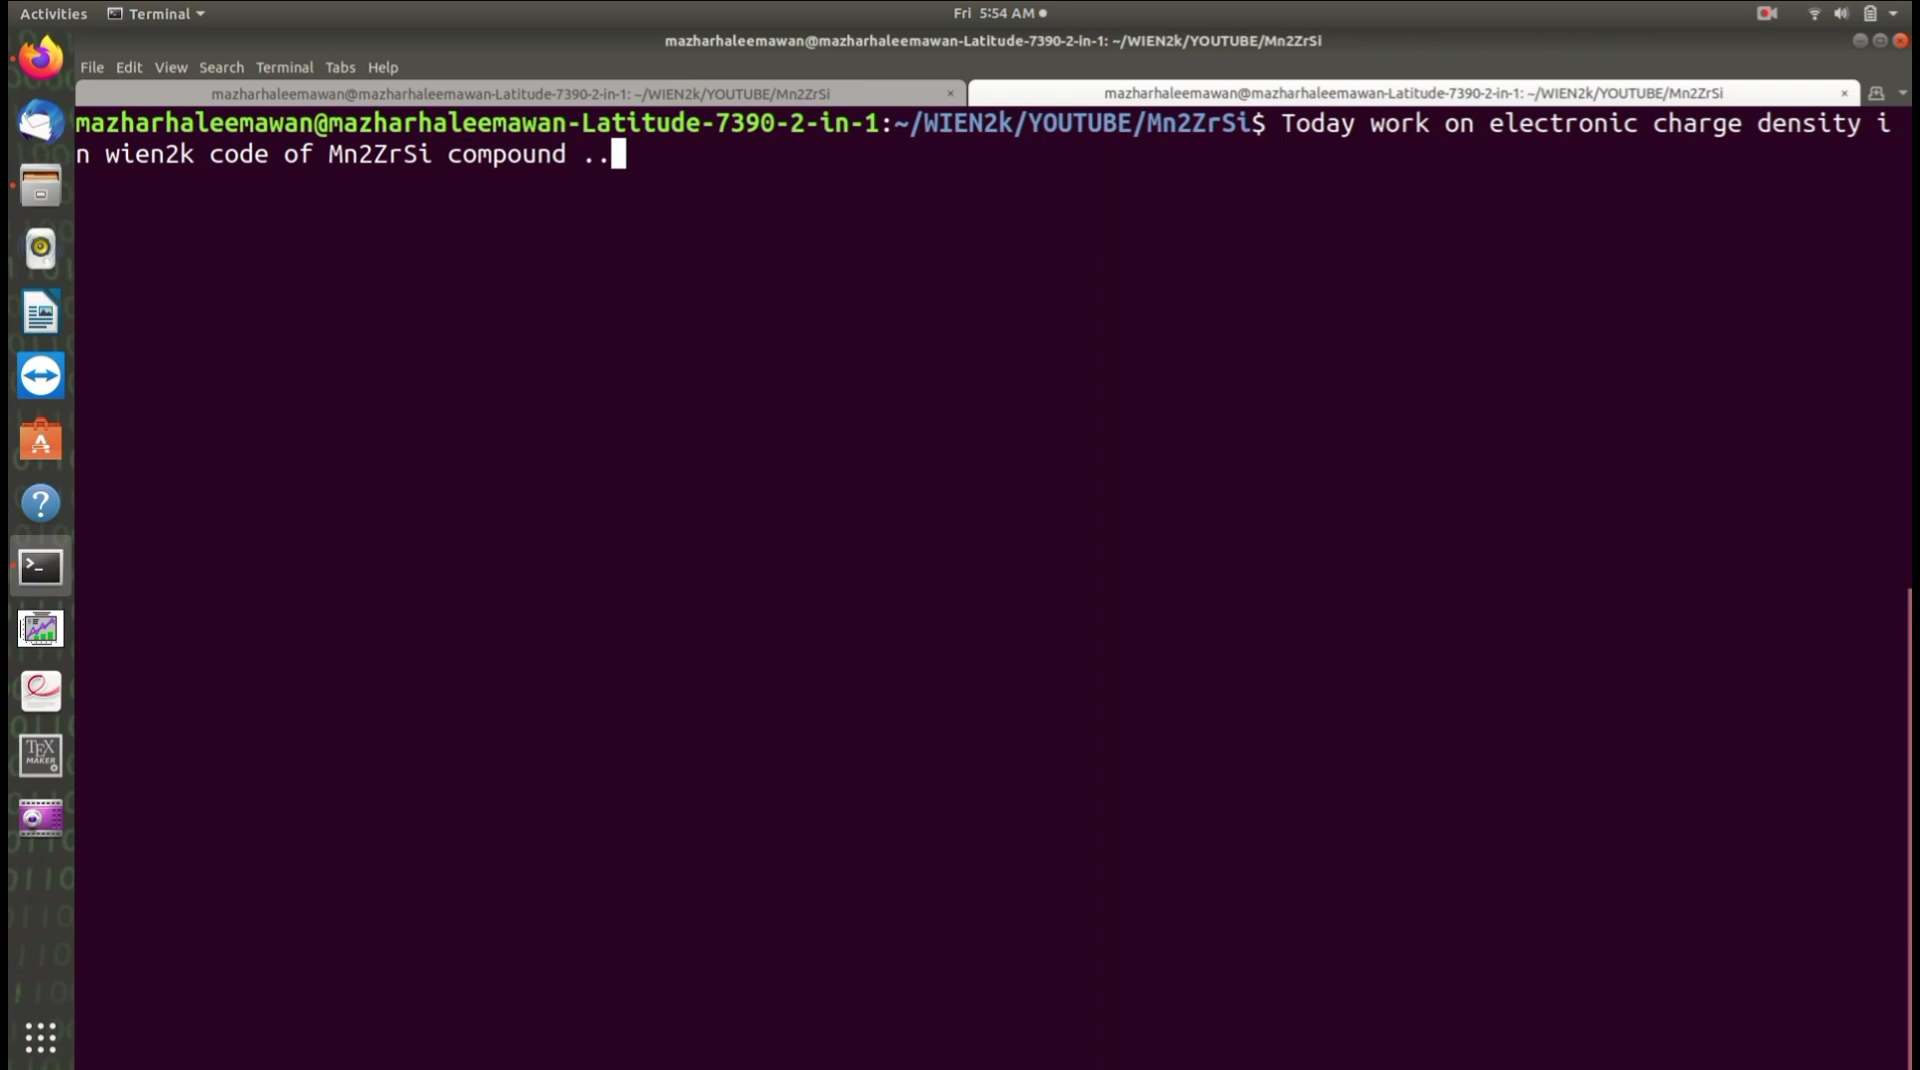 Activities Terminal Fri 5:54 AM
mazharhaleemawan@mazharhaleemawan-Latitude-7390-2-in-1: ~/WIEN2k/YOUTUBE/Mn2ZrSi
File Edit View Search Terminal Tabs Help
mazharhaleemawan@mazharhaleemawan-Latitude-7390-2-in-1: ~/WIEN2k/YOUTUBE/Mn2ZrSi × mazharhaleemawan@mazharhaleemawan-Latitude-7390-2-in-1: ~/WIEN2k/YOUTUBE/Mn2ZrSi ×
mazharhaleemawan@mazharhaleemawan-Latitude-7390-2-in-1:~/WIEN2k/YOUTUBE/Mn2ZrSi$ Today work on electronic charge density i
n wien2k code of Mn2ZrSi compound ..
TEX
MAKER